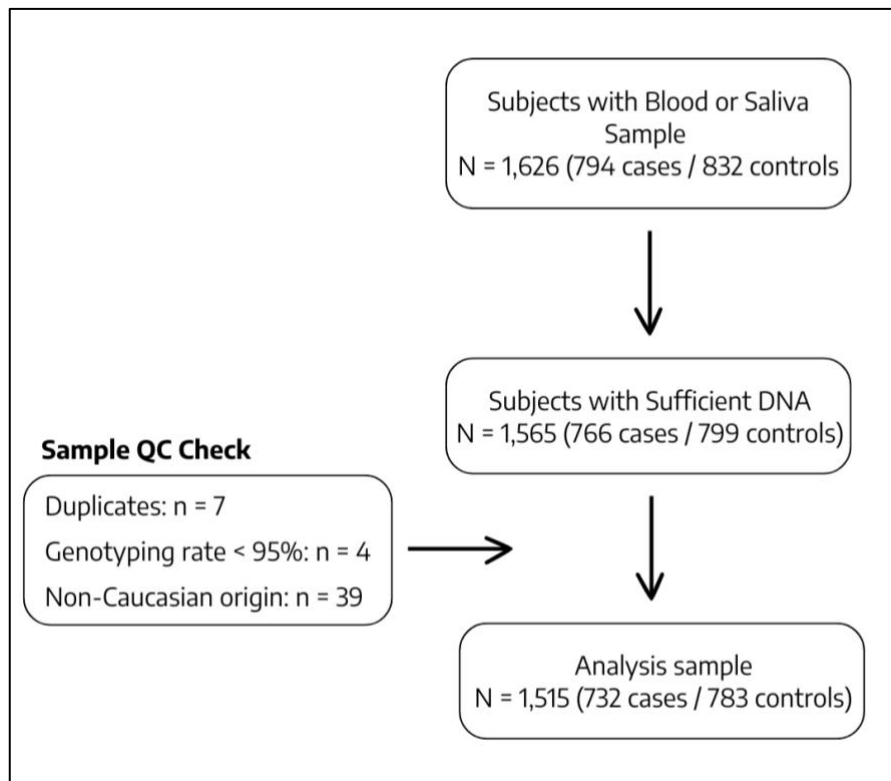 Subjects with Blood or Saliva
Sample
N = 1,626 (794 cases / 832 controls
Subjects with Sufficient DNA
N = 1,565 (766 cases / 799 controls)
Sample QC Check
Duplicates: n = 7
Genotyping rate < 95%: n = 4
Non-Caucasian origin: n = 39
Analysis sample
N = 1,515 (732 cases / 783 controls)